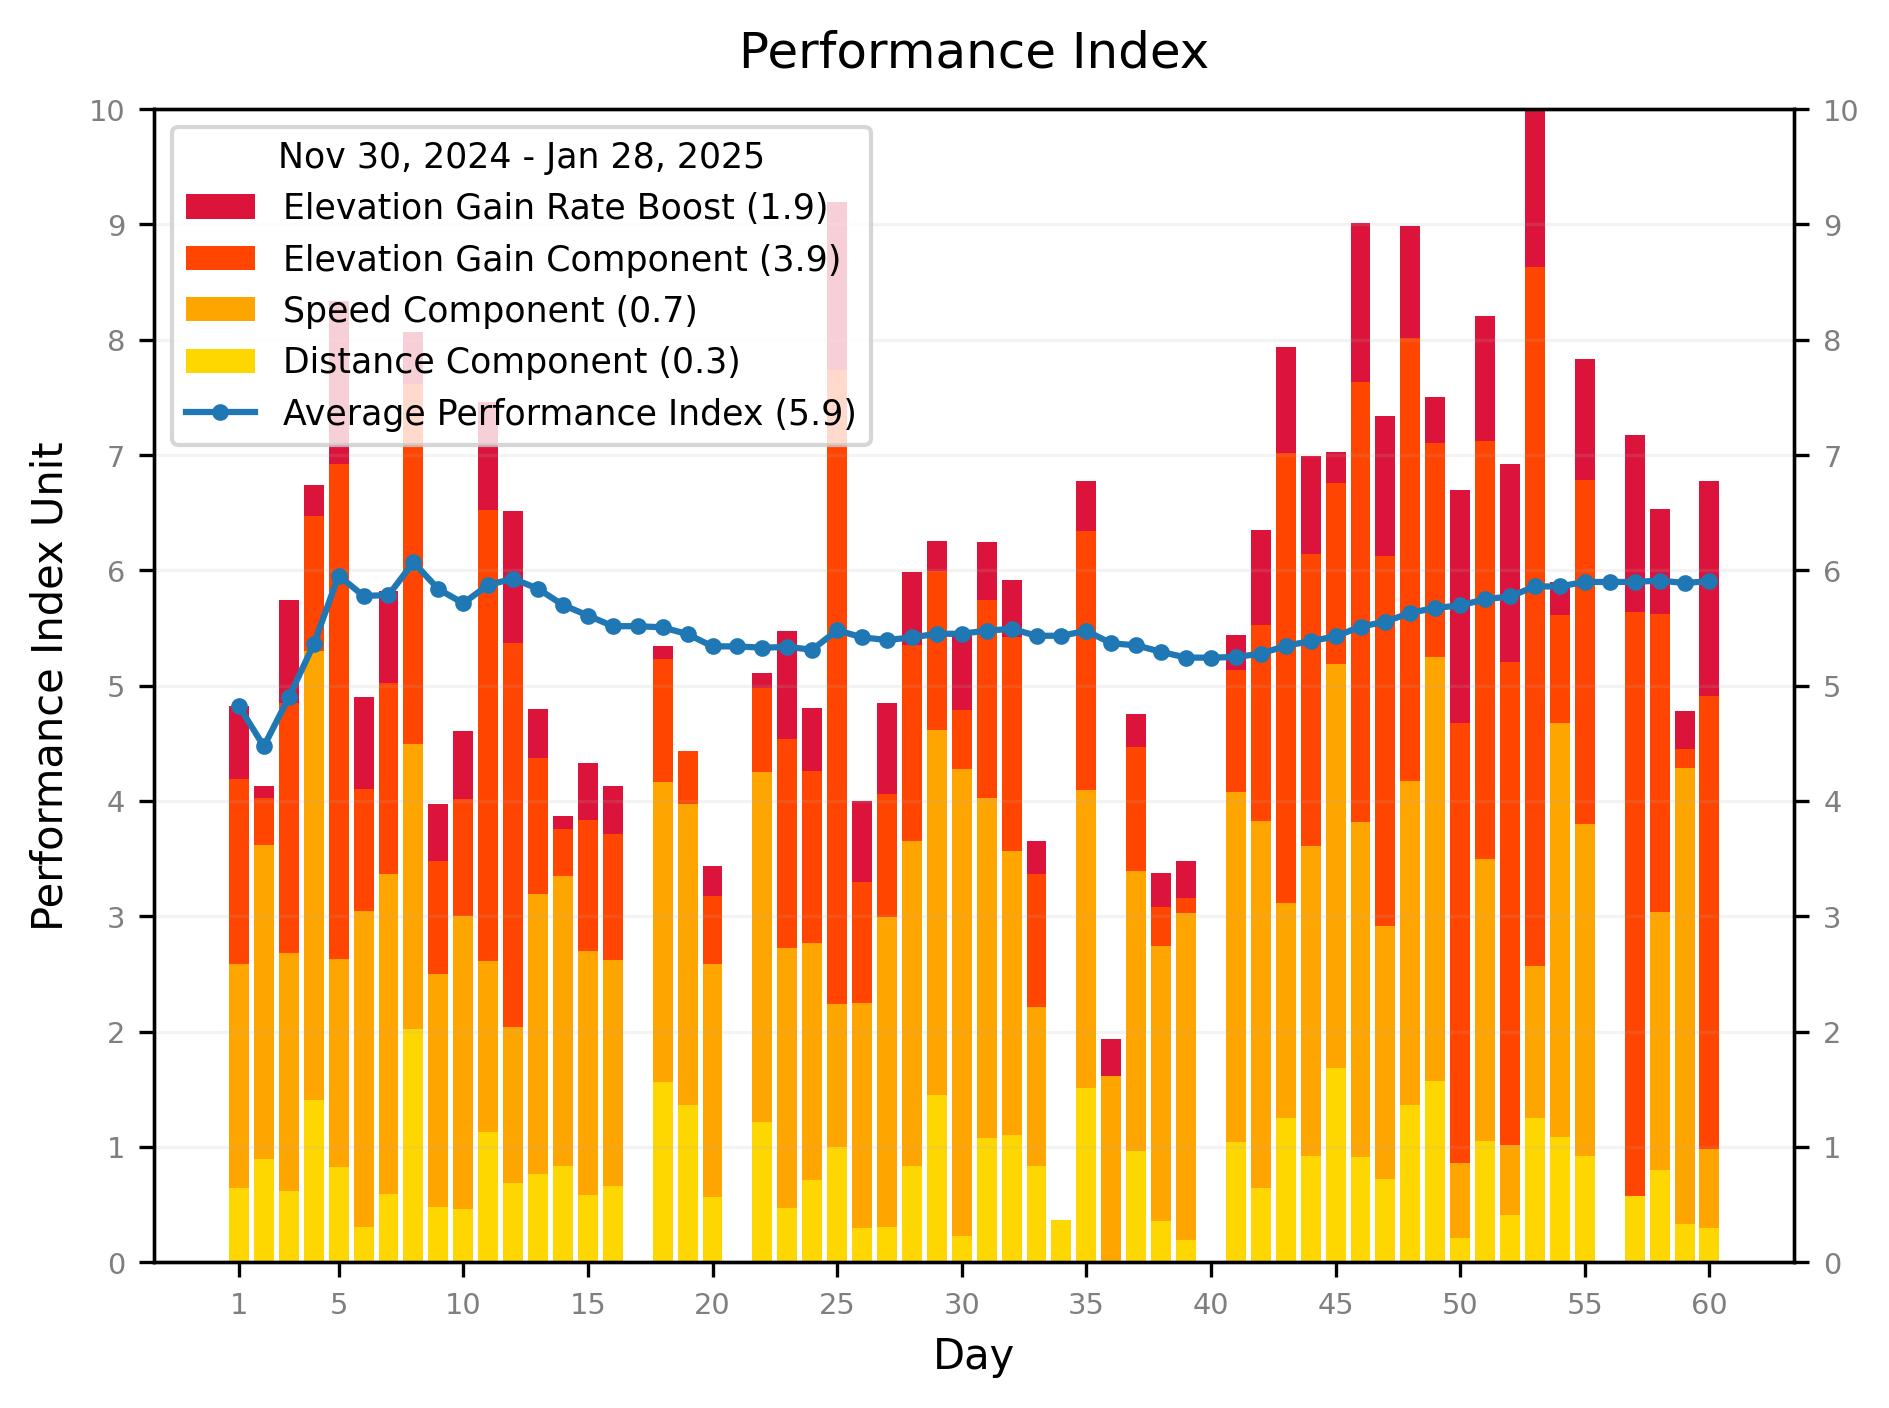 Performance Index
Nov 30, 2024 - Jan 28, 2025
Elevation Gain Rate Boost (1.9)
Elevation Gain Component (3.9)
Speed Component (0.7)
Distance Component (0.3)
Average Performance Index (5.9)
Performance Index Unit
10
9
8
7
6
5
4
3
2
1
0
10
9
8
7
6
5
4
3
2
1
0
1 5 10 15 20 25 30 35 40 45 50 55 60
Day